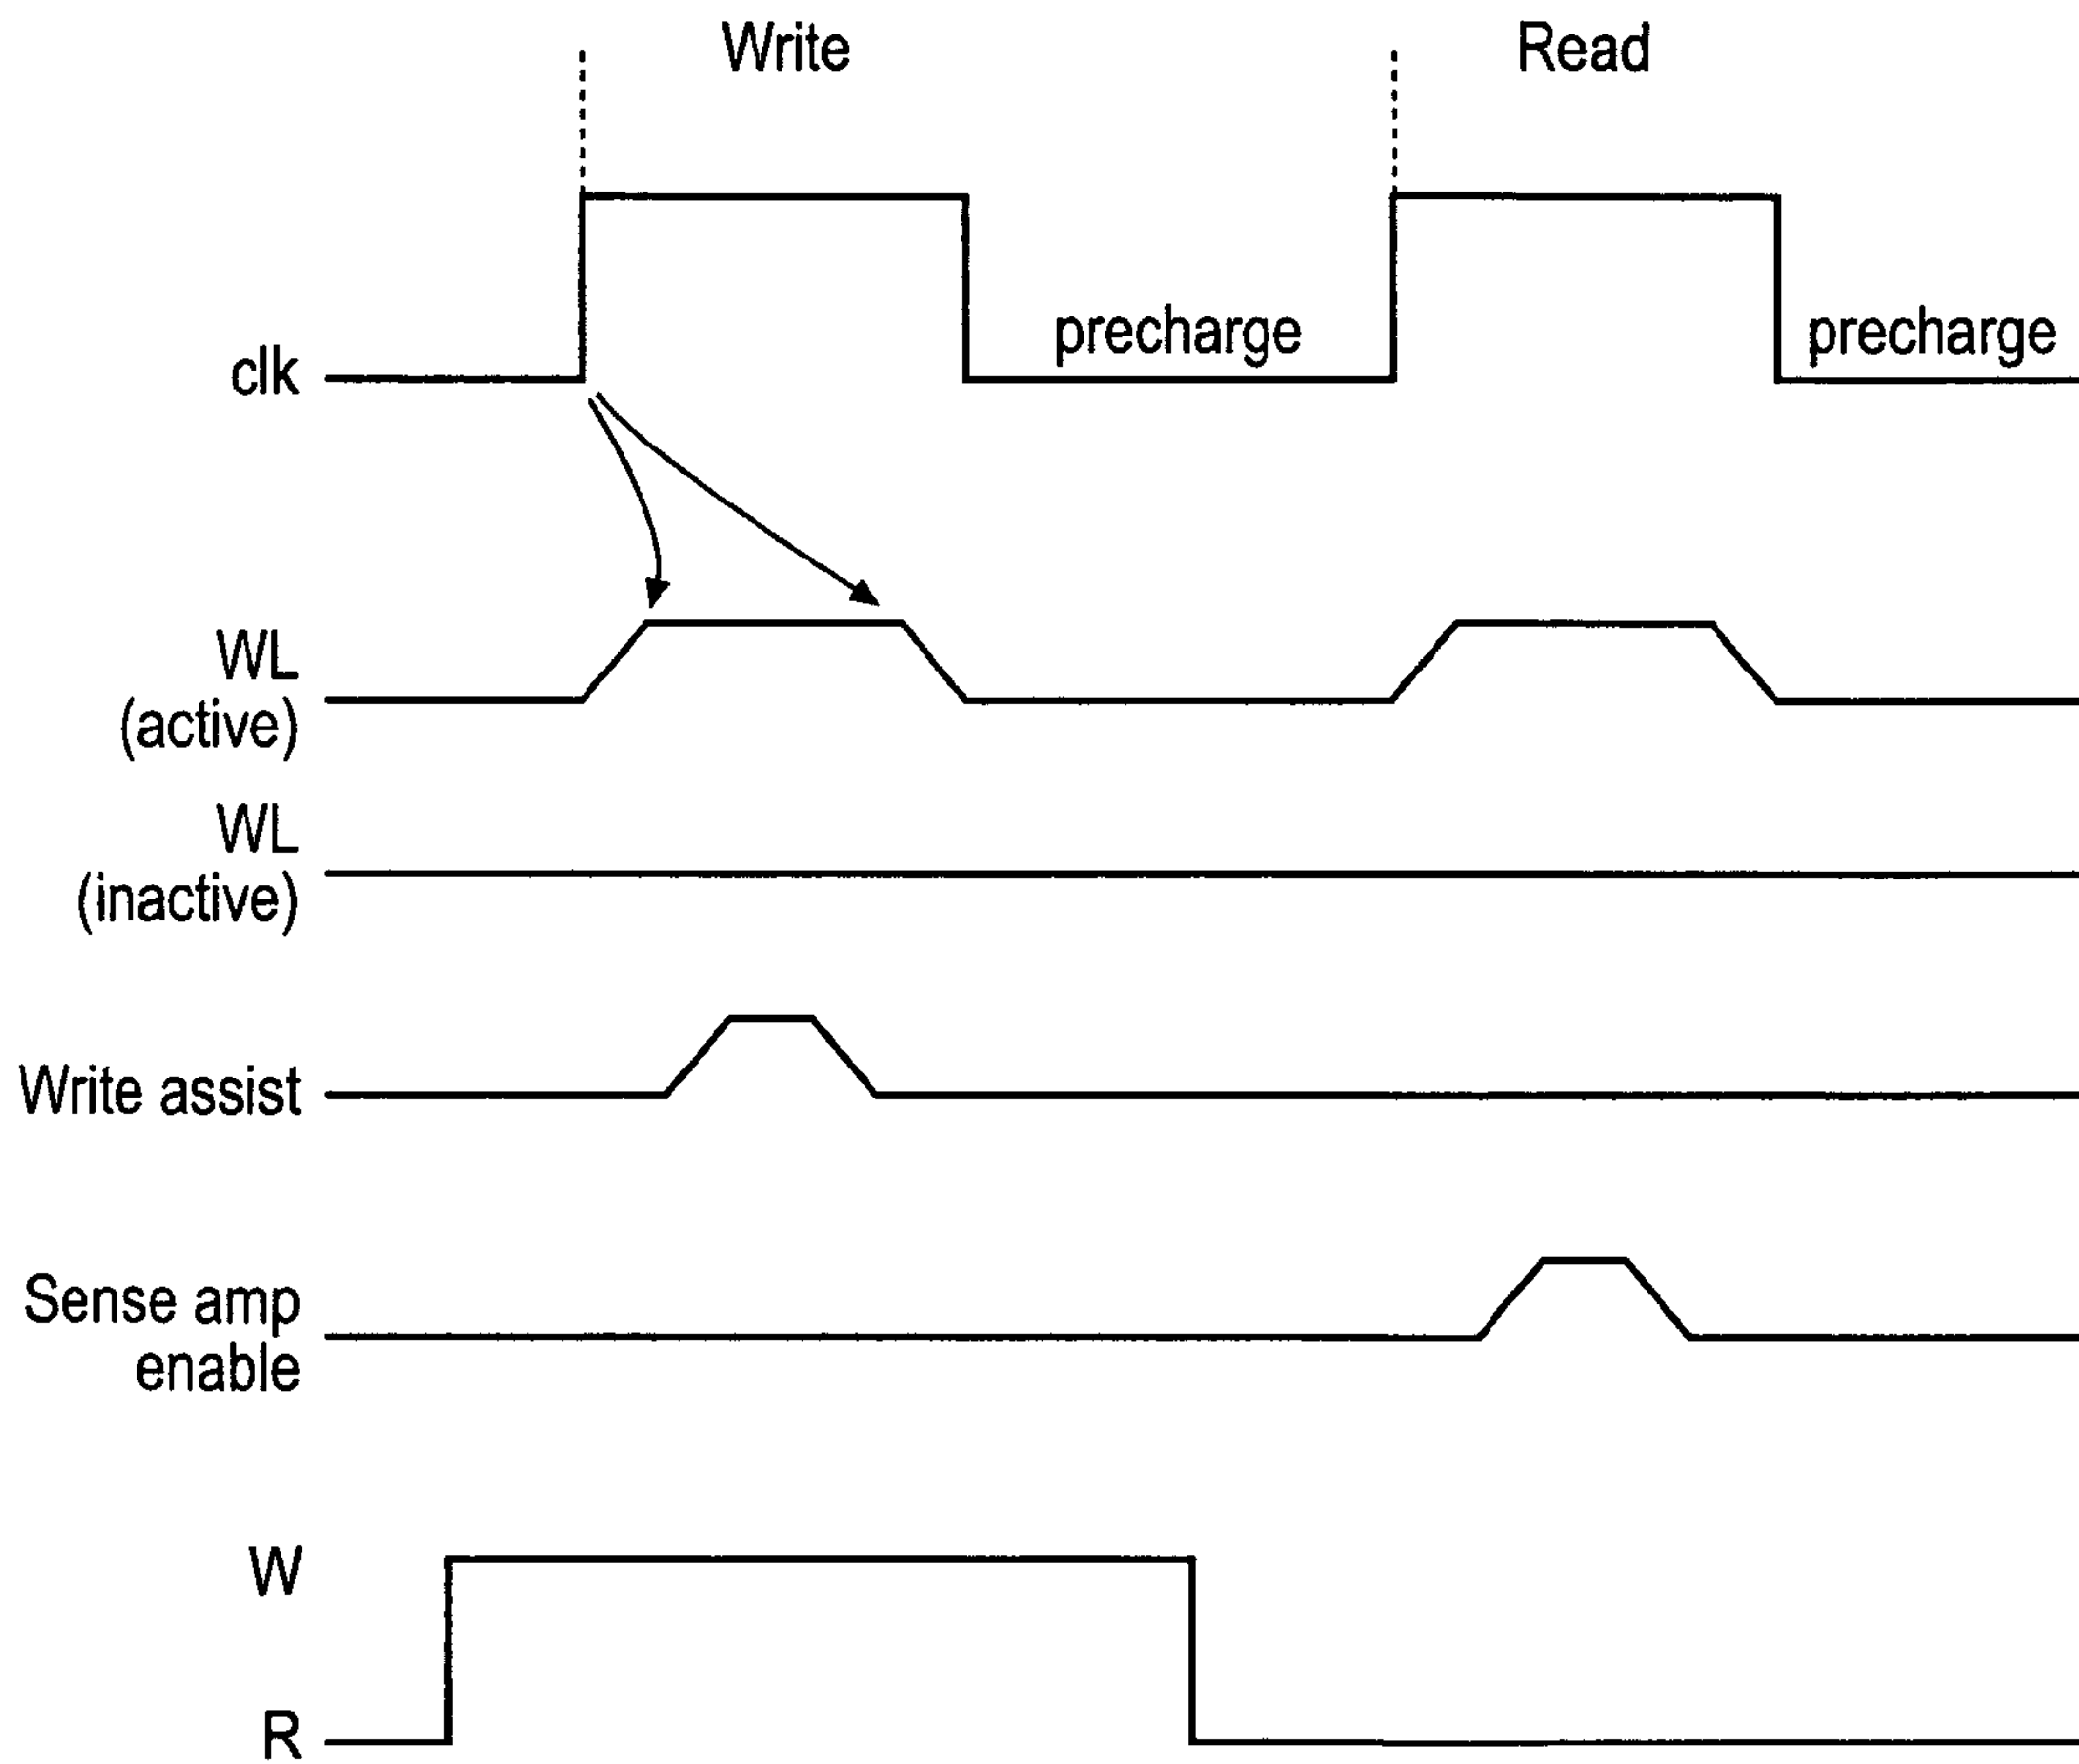 Write
Read
precharge
precharge
clk
WL
(active)
WL
(inactive)
Write assist
Sense amp
enable
W
R